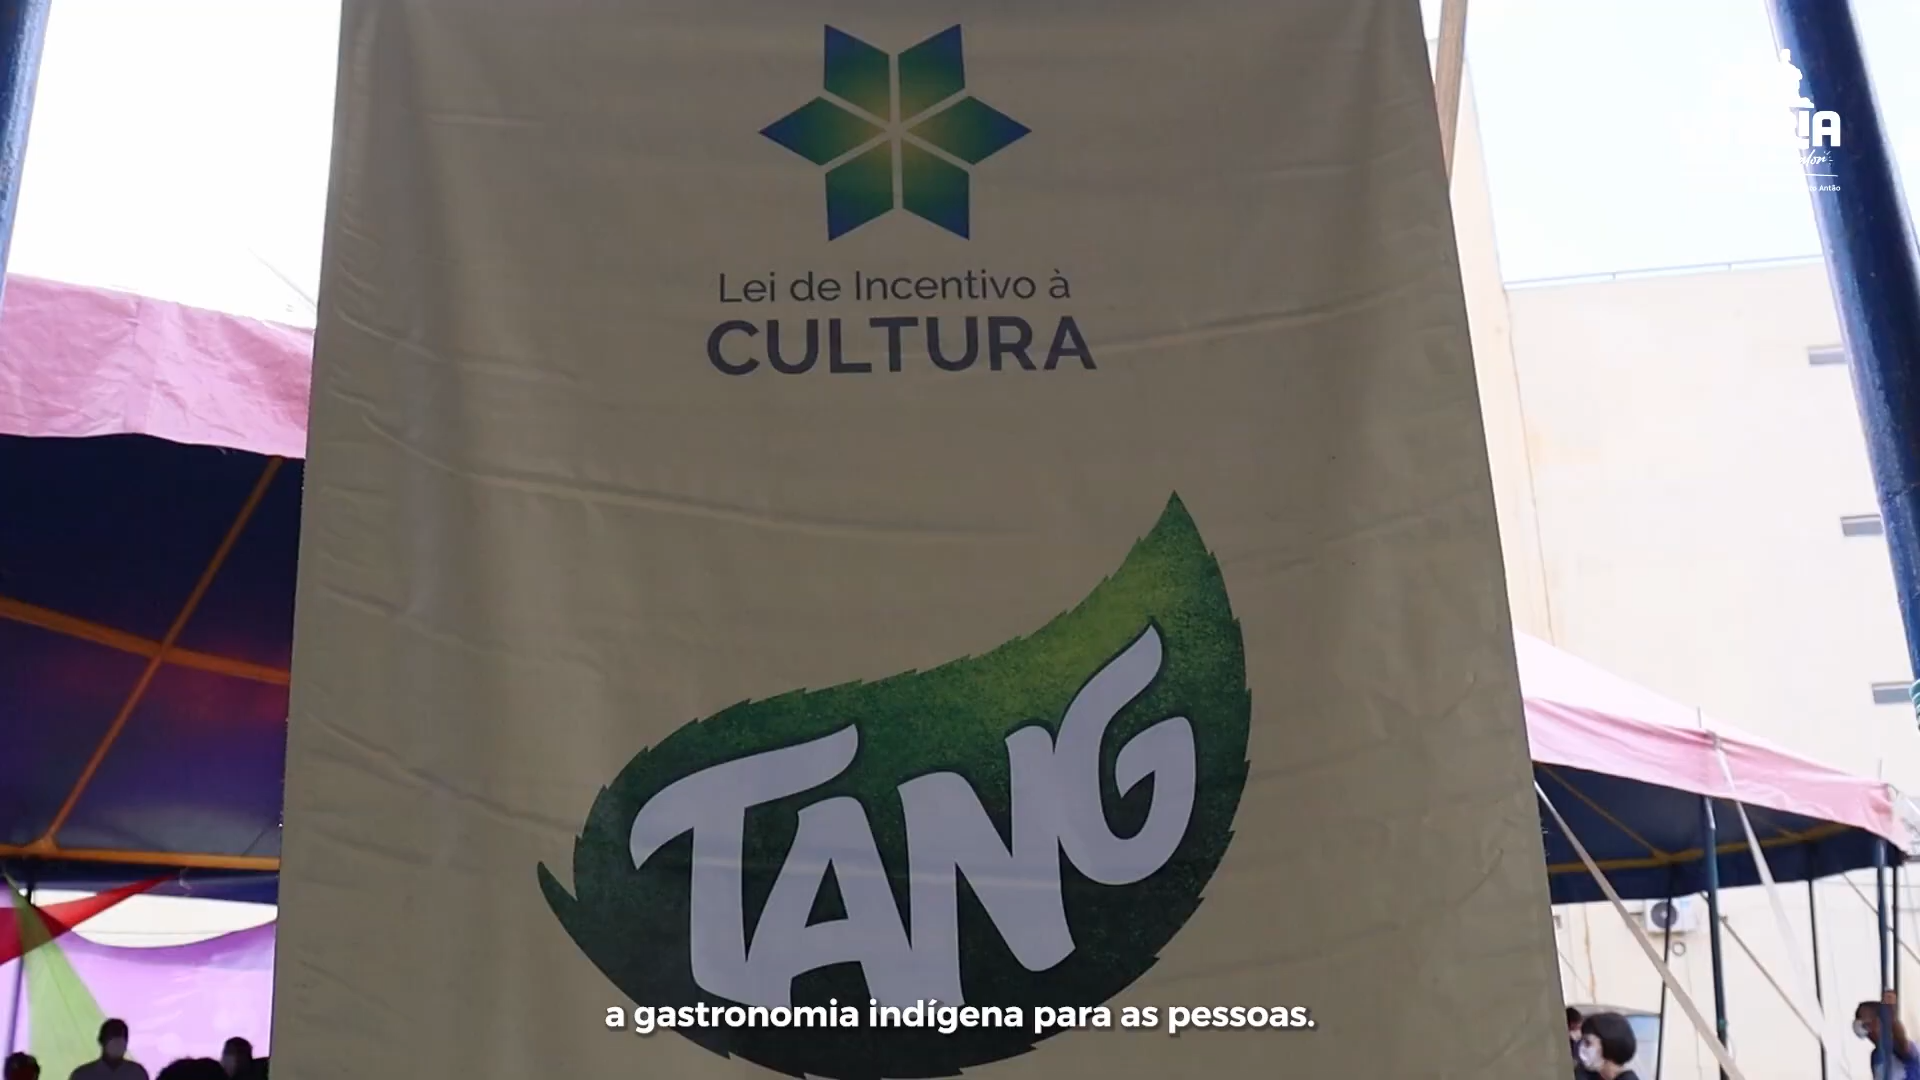 Lei de Incentivo à
CULTURA
TANG
a gastronomia indígena para as pessoas.